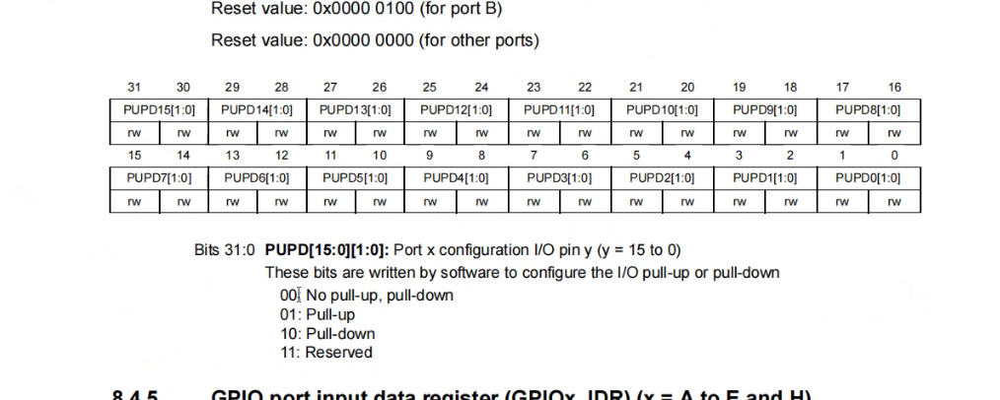 Reset value: 0x0000 0100 (for port B)
Reset value: 0x0000 0000 (for other ports)
31 30 29 28 27 26 25 24 23 22 21 20 19 18 17 16
PUPD15[1:0] PUPD14[1:0] PUPD13[1:0] PUPD12[1:0] PUPD11[1:0] PUPD10[1:0] PUPD9[1:0] PUPD8[1:0]
rw rw rw rw rw rw rw rw rw rw rw rw rw rw rw rw
15 14 13 12 11 10 9 8 7 6 5 4 3 2 1 0
PUPD7[1:0] PUPD6[1:0] PUPD5[1:0] PUPD4[1:0] PUPD3[1:0] PUPD2[1:0] PUPD1[1:0] PUPD0[1:0]
rw rw rw rw rw rw rw rw rw rw rw rw rw rw rw rw
Bits 31:0 PUPD[15:0][1:0]: Port x configuration I/O pin y (y = 15 to 0)
These bits are written by software to configure the I/O pull-up or pull-down
00: No pull-up, pull-down
01: Pull-up
10: Pull-down
11: Reserved
8.4.5 GPIO port input data register (GPIOx_IDR) (x = A to E and H)